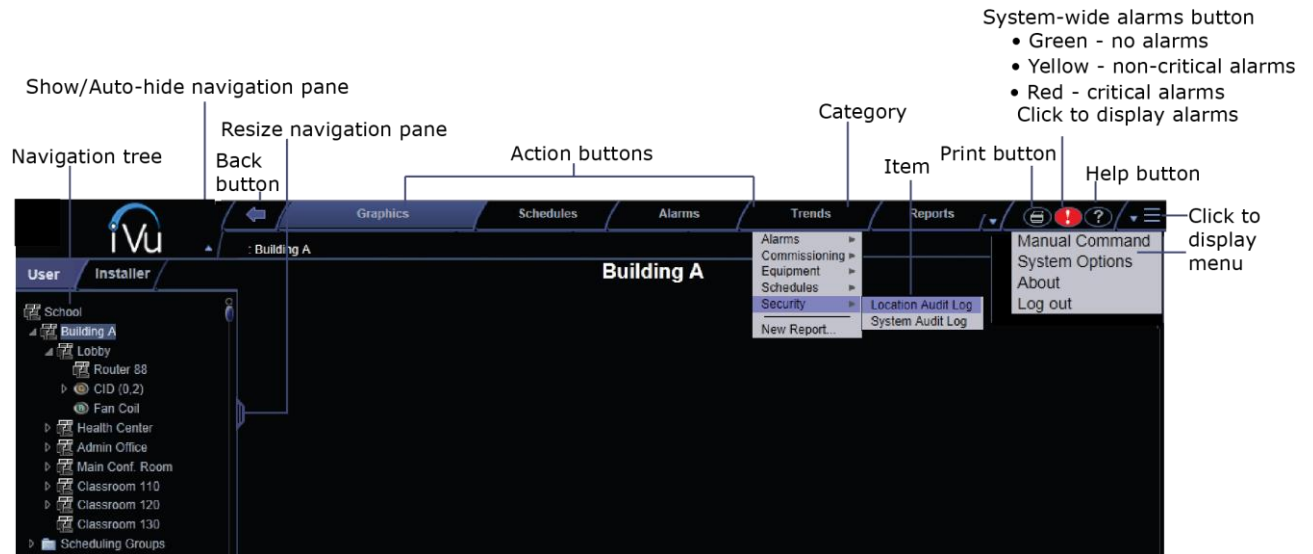 System-wide alarms button
• Green - no alarms
• Yellow - non-critical alarms
• Red - critical alarms
Click to display alarms
Show/Auto-hide navigation pane
Category
Resize navigation pane
Navigation tree
Back
button
Action buttons
Item
Print button
Help button
iVu
Graphics
Schedules
Alarms
Trends
Reports
!
?
Click to
display
menu
: Building A
User
Installer
Building A
Alarms
Commissioning
Equipment
Schedules
Security
New Report...
Location Audit Log
System Audit Log
Manual Command
System Options
About
Log out
School
Building A
Lobby
Router 88
CID (0,2)
Fan Coil
Health Center
Admin Office
Main Conf. Room
Classroom 110
Classroom 120
Classroom 130
Scheduling Groups